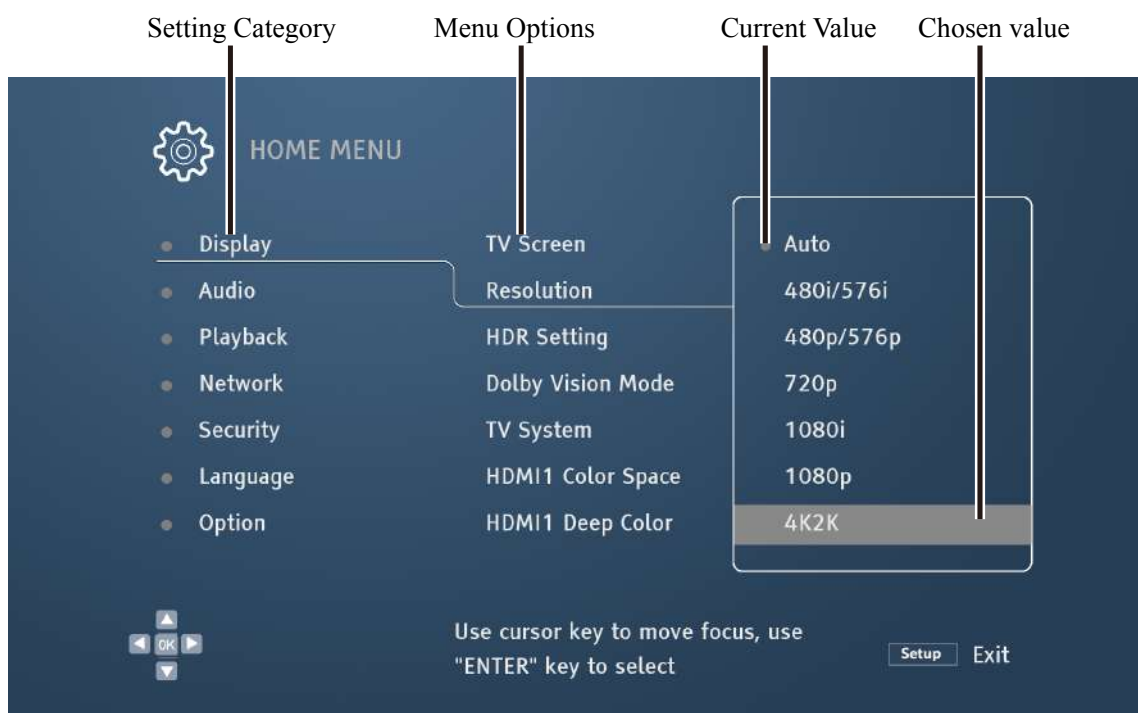 Setting Category Menu Options Current Value Chosen value
HOME MENU
Display TV Screen Auto
Audio Resolution 480i/576i
Playback HDR Setting 480p/576p
Network Dolby Vision Mode 720p
Security TV System 1080i
Language HDMI1 Color Space 1080p
Option HDMI1 Deep Color 4K2K
Use cursor key to move focus, use
OK "ENTER" key to select Setup Exit